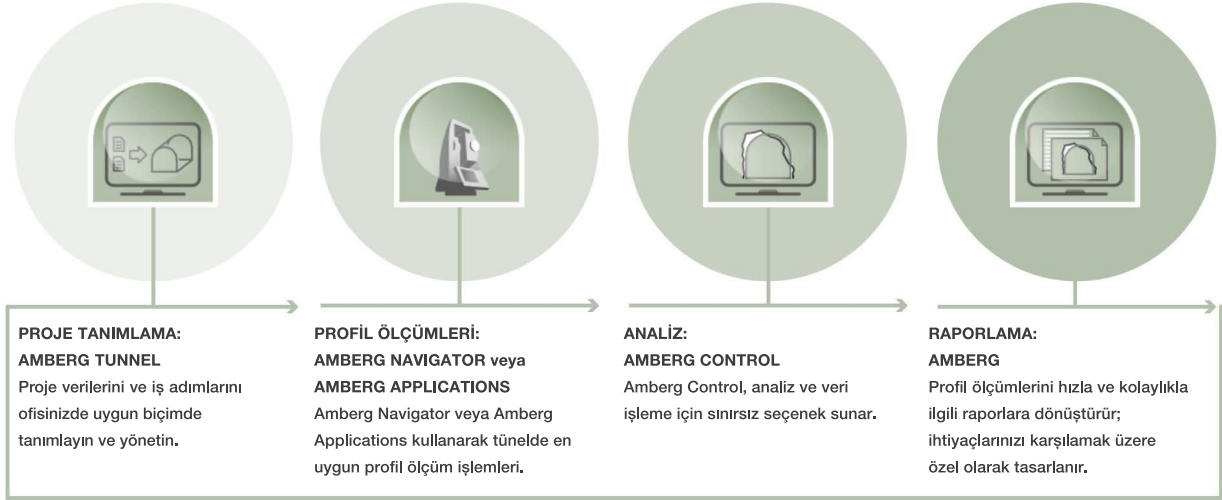 PROJE TANIMLAMA:
AMBERG TUNNEL
Proje verilerini ve iş adımlarını
ofisinizde uygun biçimde
tanımlayın ve yönetin.
PROFİL ÖLÇÜMLERİ:
AMBERG NAVIGATOR veya
AMBERG APPLICATIONS
Amberg Navigator veya Amberg
Applications kullanarak tünelde en
uygun profil ölçüm işlemleri.
ANALİZ:
AMBERG CONTROL
Amberg Control, analiz ve veri
işleme için sınırsız seçenek sunar.
RAPORLAMA:
AMBERG
Profil ölçümlerini hızla ve kolaylıkla
ilgili raporlara dönüştürür;
ihtiyaçlarınızı karşılamak üzere
özel olarak tasarlanır.